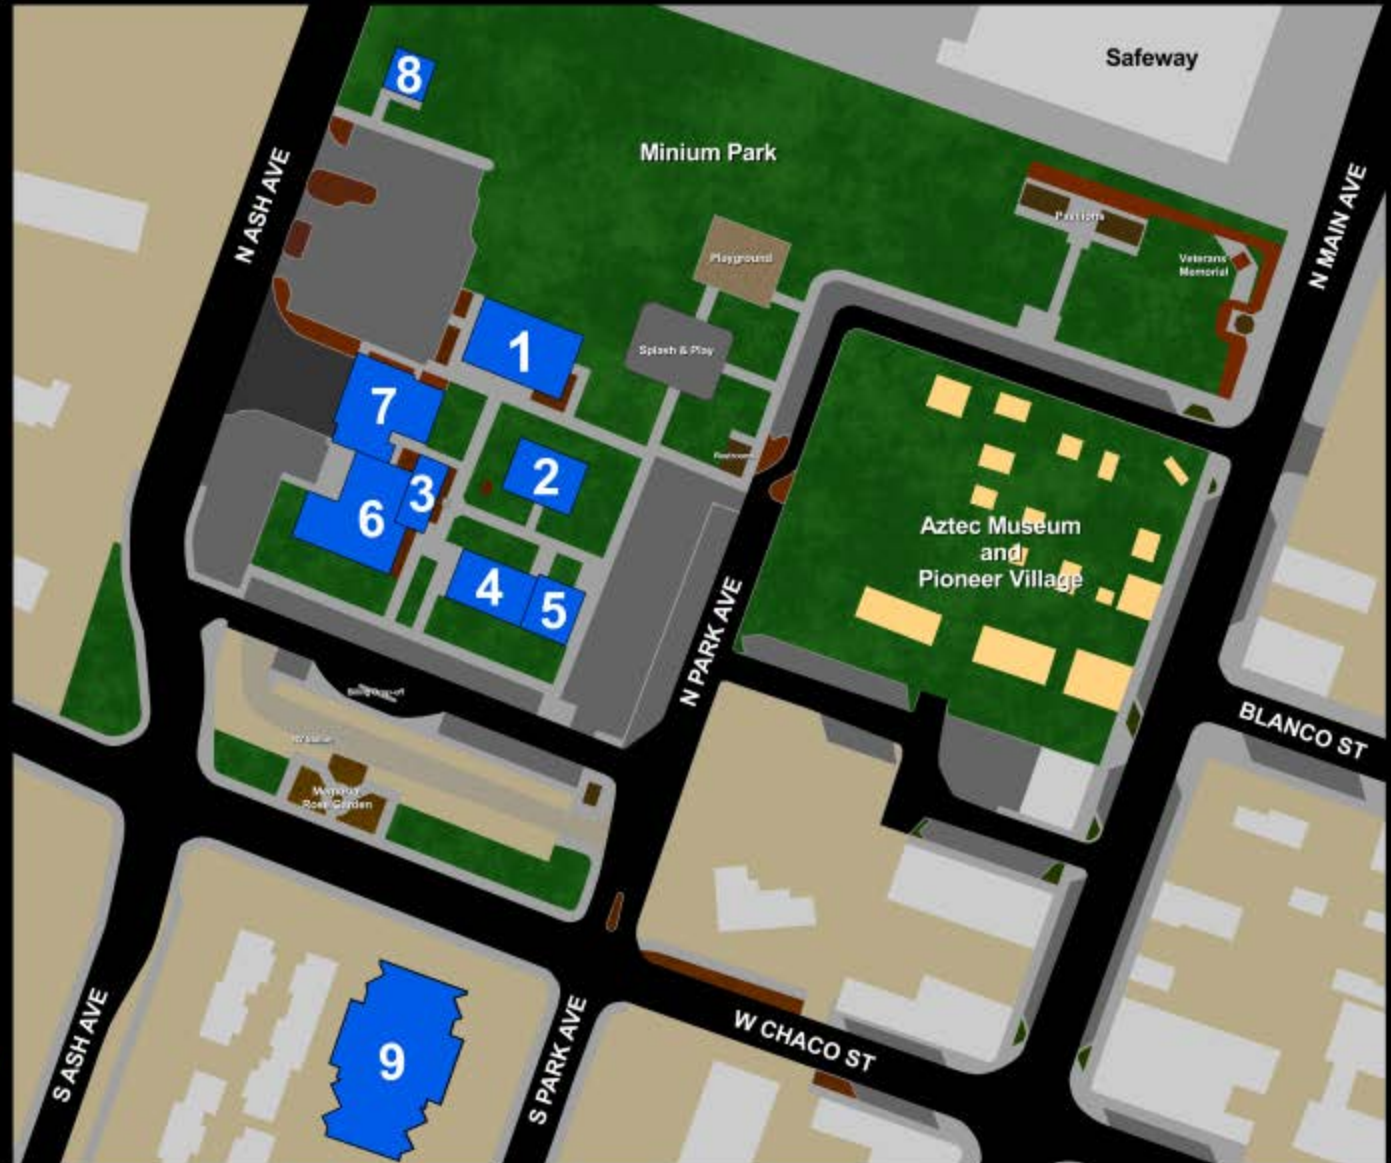 8
Safeway
Minium Park
N ASH AVE
N MAIN AVE
Pavilions
Playground
Veterans
Memorial
1
Splash & Play
7
2
Restrooms
3
6
Aztec Museum
and
Pioneer Village
4
5
N PARK AVE
BLANCO ST
Memorial
Rose Garden
W CHACO ST
S ASH AVE
S PARK AVE
9